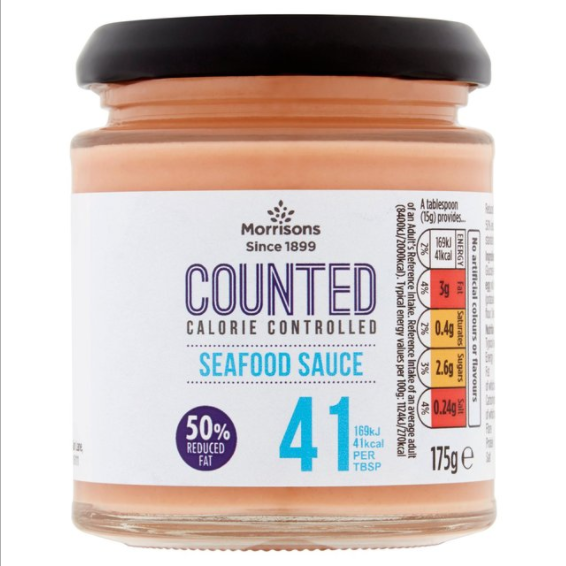 Morrisons
Since 1899
COUNTED
CALORIE CONTROLLED
SEAFOOD SAUCE
50%
REDUCED
FAT
41
169kJ
41kcal
PER
TBSP
A tablespoon
(15g) provides...
ENERGY 169kJ 41kcal 2%
Fat 3g 4%
Saturates 0.4g 2%
Sugars 2.6g 3%
Salt 0.24g 4%
of an Adult's Reference Intake. Reference Intake of an average adult
(8400kJ/2000kcal). Typical energy values per 100g: 1124kJ/270kcal
No artificial colours or flavours
175g e